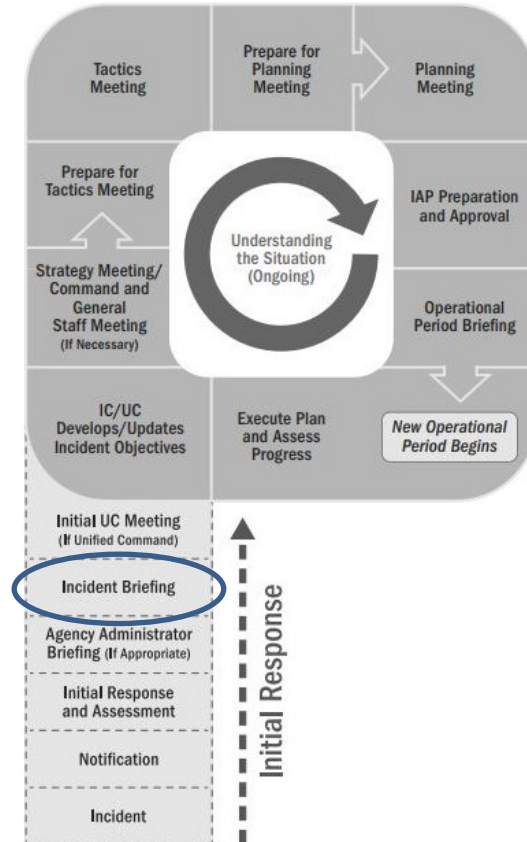 Tactics
Meeting
Prepare for
Planning
Meeting
Planning
Meeting
Prepare for
Tactics Meeting
Understanding
the Situation
(Ongoing)
IAP Preparation
and Approval
Strategy Meeting/
Command and
General
Staff Meeting
(If Necessary)
Operational
Period Briefing
IC/UC
Develops/Updates
Incident Objectives
Execute Plan
and Assess
Progress
New Operational
Period Begins
Initial UC Meeting
(If Unified Command)
Incident Briefing
Agency Administrator
Briefing (If Appropriate)
Initial Response
and Assessment
Notification
Incident
Initial Response